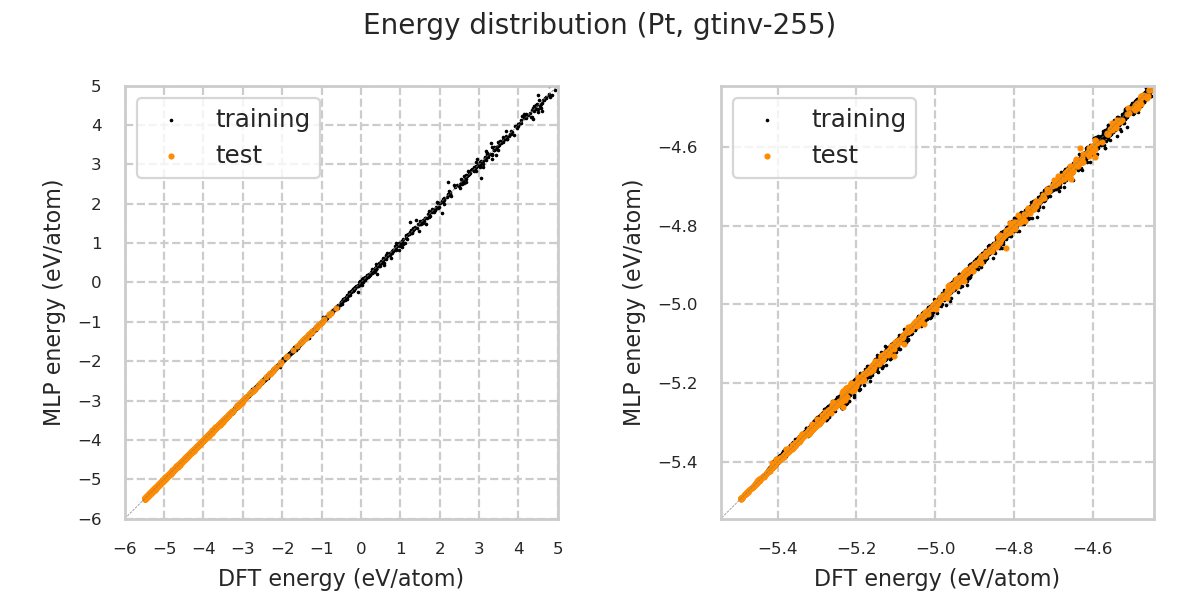 Energy distribution (Pt, gtinv-255)
training
test
5
4
3
2
1
0
−1
−2
−3
−4
−5
−6
MLP energy (eV/atom)
−6 −5 −4 −3 −2 −1 0 1 2 3 4 5
DFT energy (eV/atom)
training
test
−4.6
−4.8
−5.0
−5.2
−5.4
MLP energy (eV/atom)
−5.4 −5.2 −5.0 −4.8 −4.6
DFT energy (eV/atom)